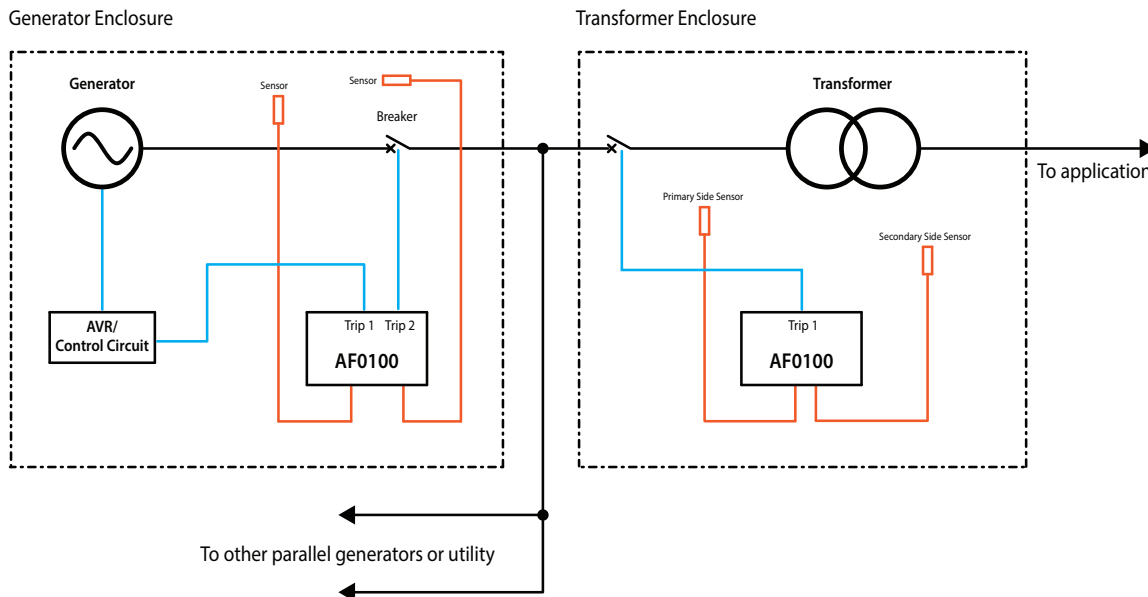 Generator Enclosure
Transformer Enclosure
Generator
Sensor
Sensor
Breaker
Transformer
To application
Primary Side Sensor
Secondary Side Sensor
AVR/
Control Circuit
Trip 1 Trip 2
AF0100
Trip 1
AF0100
To other parallel generators or utility